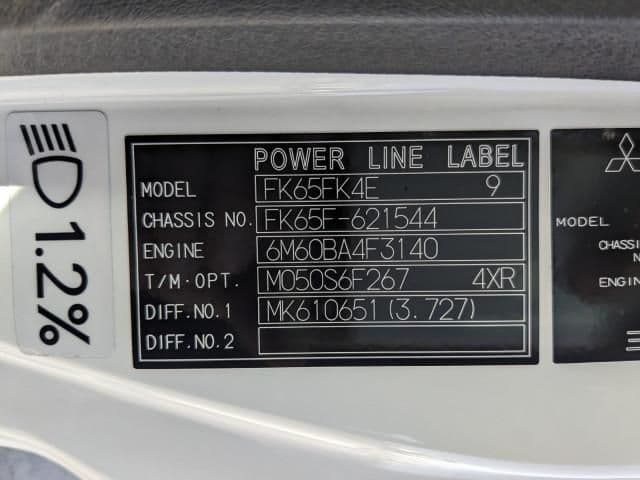 1.2%
POWER LINE LABEL
MODEL FK65FK4E 9
CHASSIS NO. FK65F-621544
ENGINE 6M60BA4F3140
T/M·OPT. M050S6F267 4XR
DIFF.NO.1 MK610651(3.727)
DIFF.NO.2
MODEL
CHASSIS
N
ENGIN